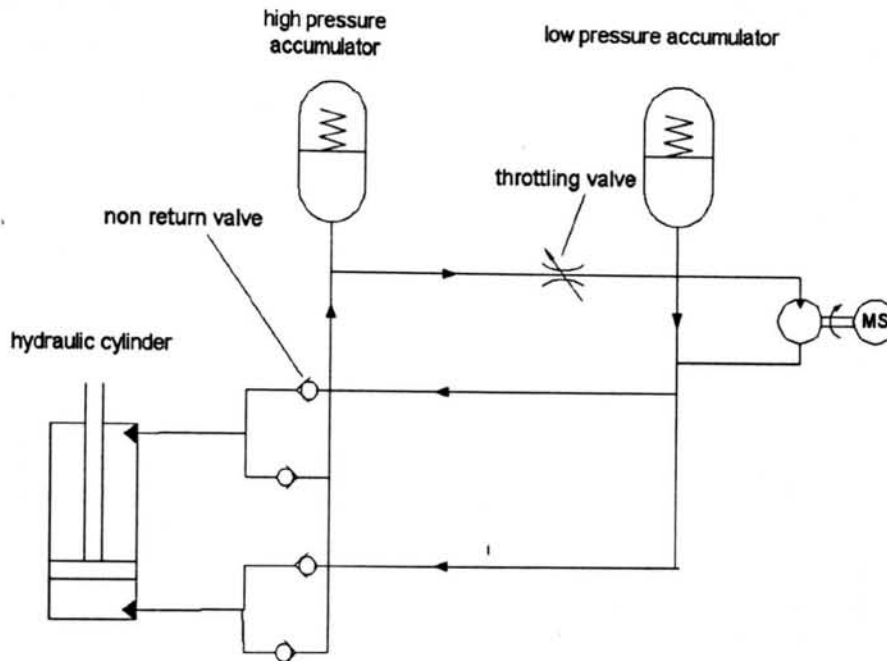 high pressure
accumulator
low pressure accumulator
throttling valve
non return valve
MS
hydraulic cylinder